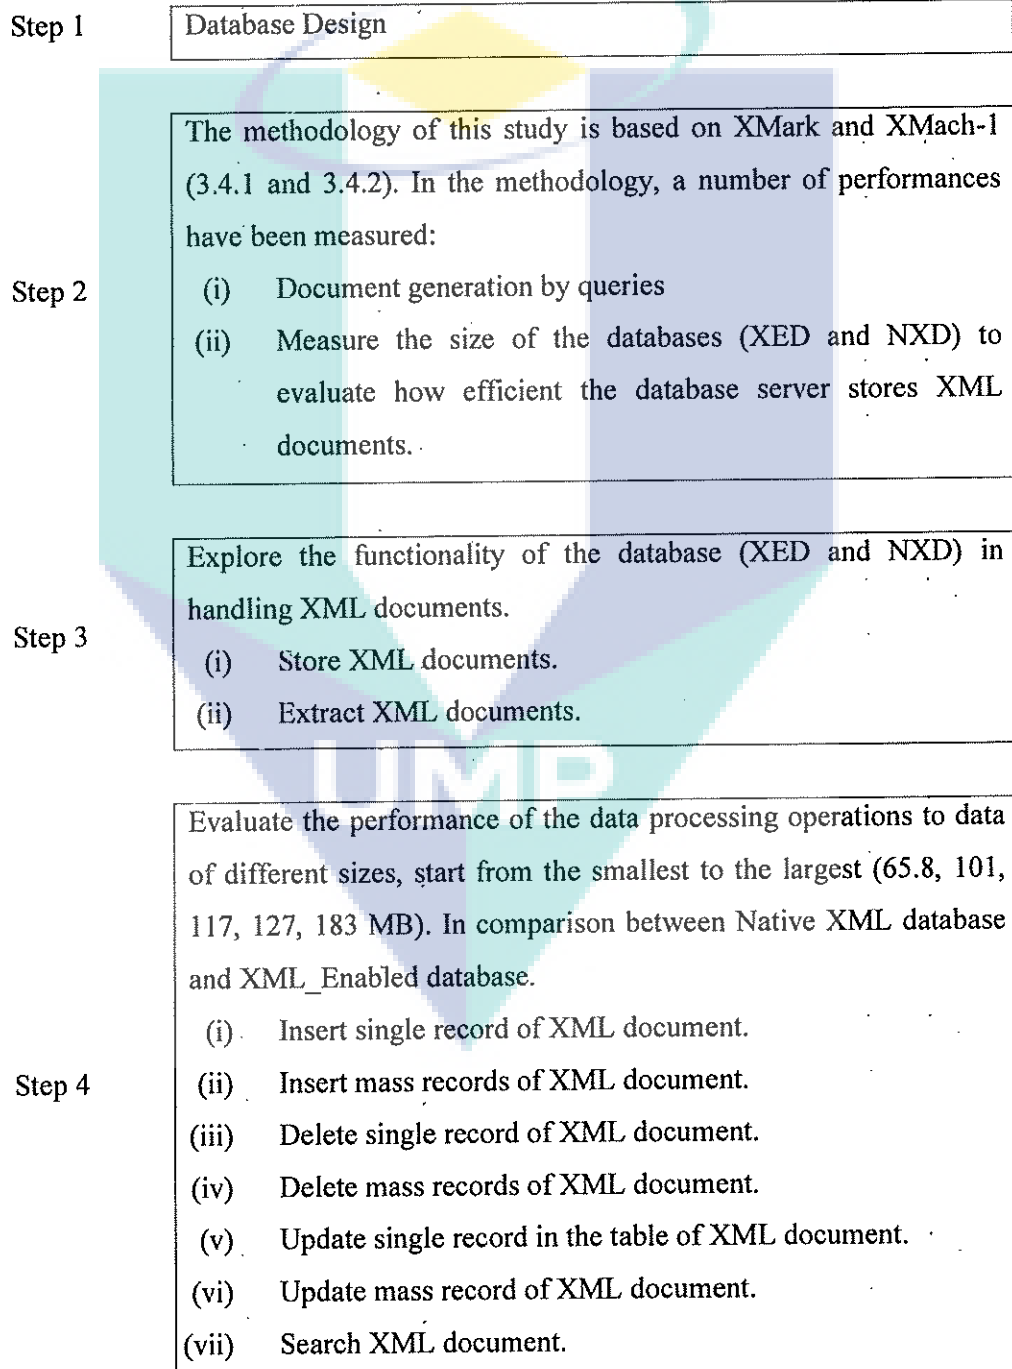 Step 1
Database Design
The methodology of this study is based on XMark and XMach-1
(3.4.1 and 3.4.2). In the methodology, a number of performances
have been measured:
Step 2
(i) Document generation by queries
(ii) Measure the size of the databases (XED and NXD) to
evaluate how efficient the database server stores XML
documents.
Explore the functionality of the database (XED and NXD) in
handling XML documents.
Step 3
(i) Store XML documents.
(ii) Extract XML documents.
UMP
Evaluate the performance of the data processing operations to data
of different sizes, start from the smallest to the largest (65.8, 101,
117, 127, 183 MB). In comparison between Native XML database
and XML_Enabled database.
(i) Insert single record of XML document.
Step 4
(ii) Insert mass records of XML document.
(iii) Delete single record of XML document.
(iv) Delete mass records of XML document.
(v) Update single record in the table of XML document.
(vi) Update mass record of XML document.
(vii) Search XML document.